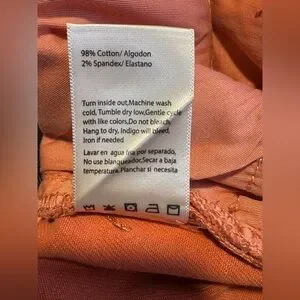 98% Cotton/ Algodon
2% Spandex/ Elastano
Turn inside out,Machine wash
cold, Tumble dry low,Gentle cycle
with like colors,Do not bleach,
Hang to dry, Indigo will bleed,
Iron if needed
Lavar en agua fria por separado,
No use blanqueador,Secar a baja
temperatura,Planchar si necesita